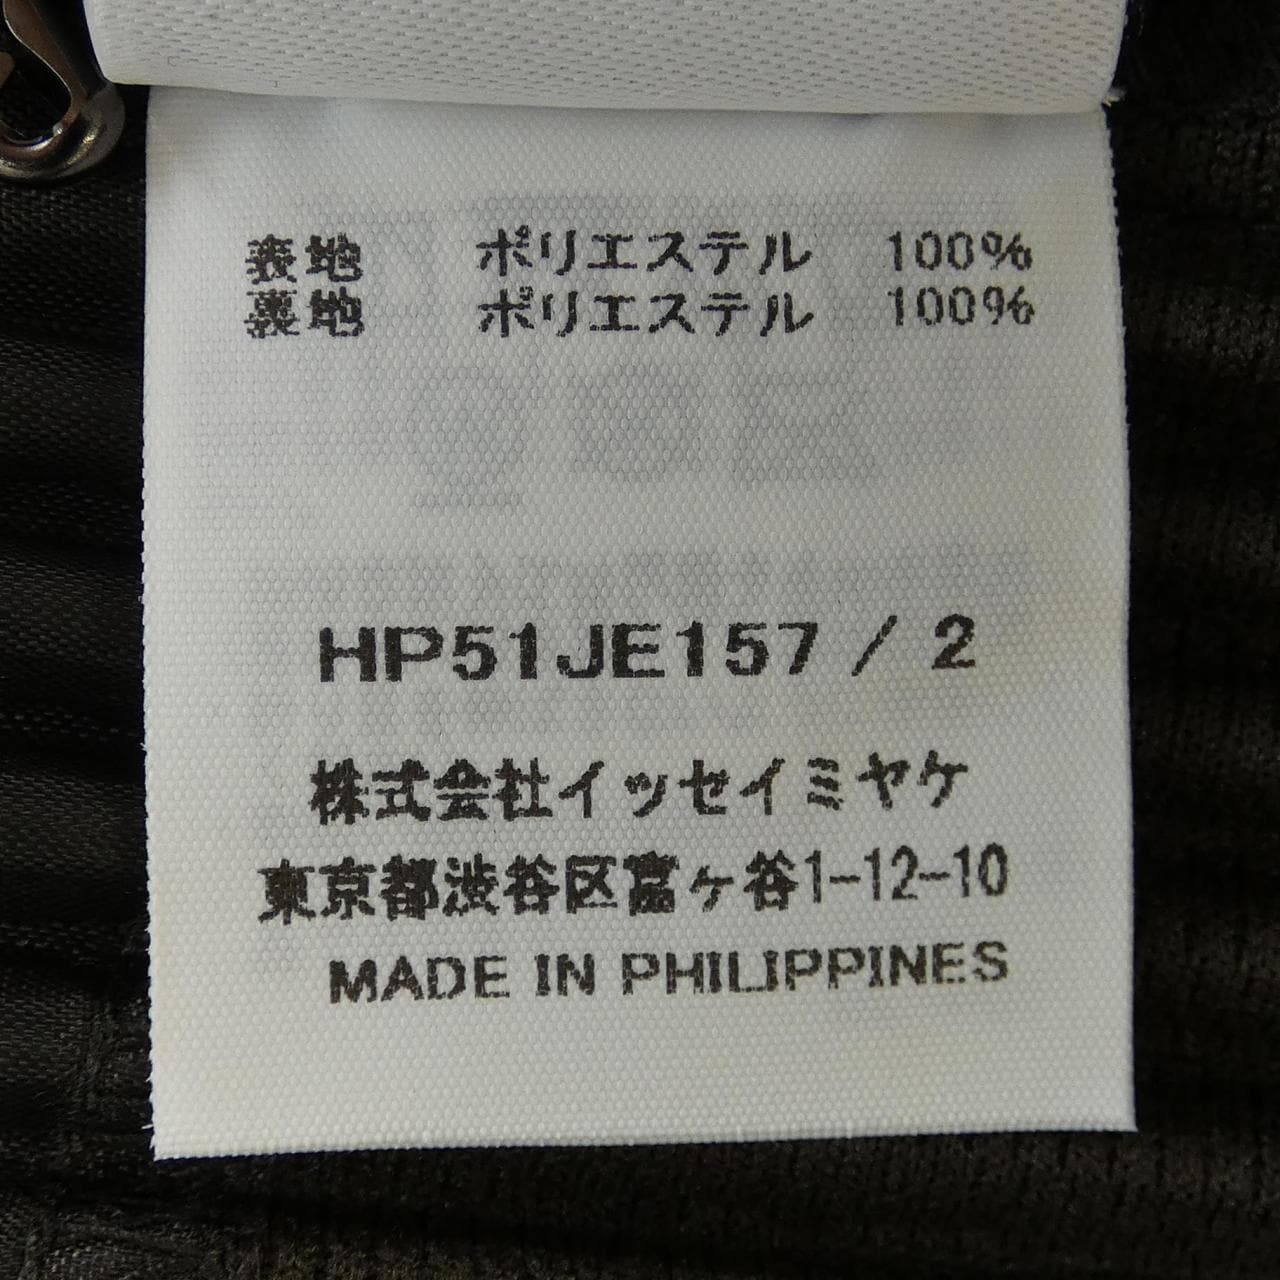 表地 ポリエステル 100%
裏地 ポリエステル 100%
HP51JE157 / 2
株式会社イッセイミヤケ
東京都渋谷区富ヶ谷1-12-10
MADE IN PHILIPPINES